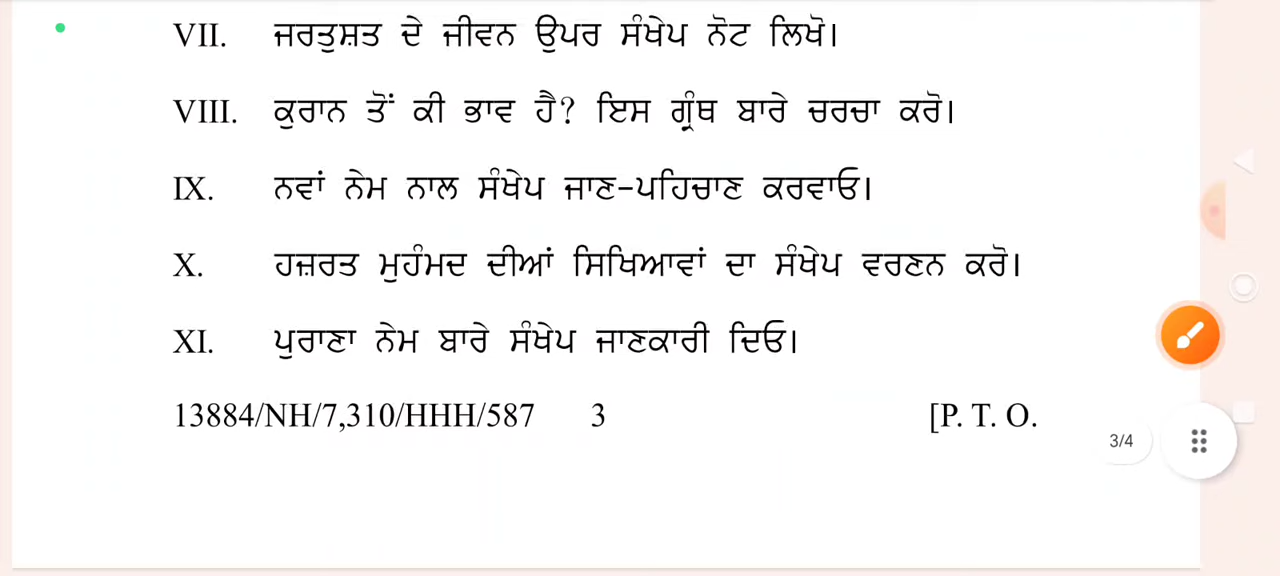 VII. ਜਰਤੁਸ਼ਤ ਦੇ ਜੀਵਨ ਉਪਰ ਸੰਖੇਪ ਨੋਟ ਲਿਖੋ।
VIII. ਕੁਰਾਨ ਤੋਂ ਕੀ ਭਾਵ ਹੈ? ਇਸ ਗ੍ਰੰਥ ਬਾਰੇ ਚਰਚਾ ਕਰੋ।
IX. ਨਵਾਂ ਨੇਮ ਨਾਲ ਸੰਖੇਪ ਜਾਣ-ਪਹਿਚਾਣ ਕਰਵਾਓ।
X. ਹਜ਼ਰਤ ਮੁਹੰਮਦ ਦੀਆਂ ਸਿਖਿਆਵਾਂ ਦਾ ਸੰਖੇਪ ਵਰਣਨ ਕਰੋ।
XI. ਪੁਰਾਣਾ ਨੇਮ ਬਾਰੇ ਸੰਖੇਪ ਜਾਣਕਾਰੀ ਦਿਓ।
13884/NH/7,310/HHH/587 3 [P. T. O.
3/4